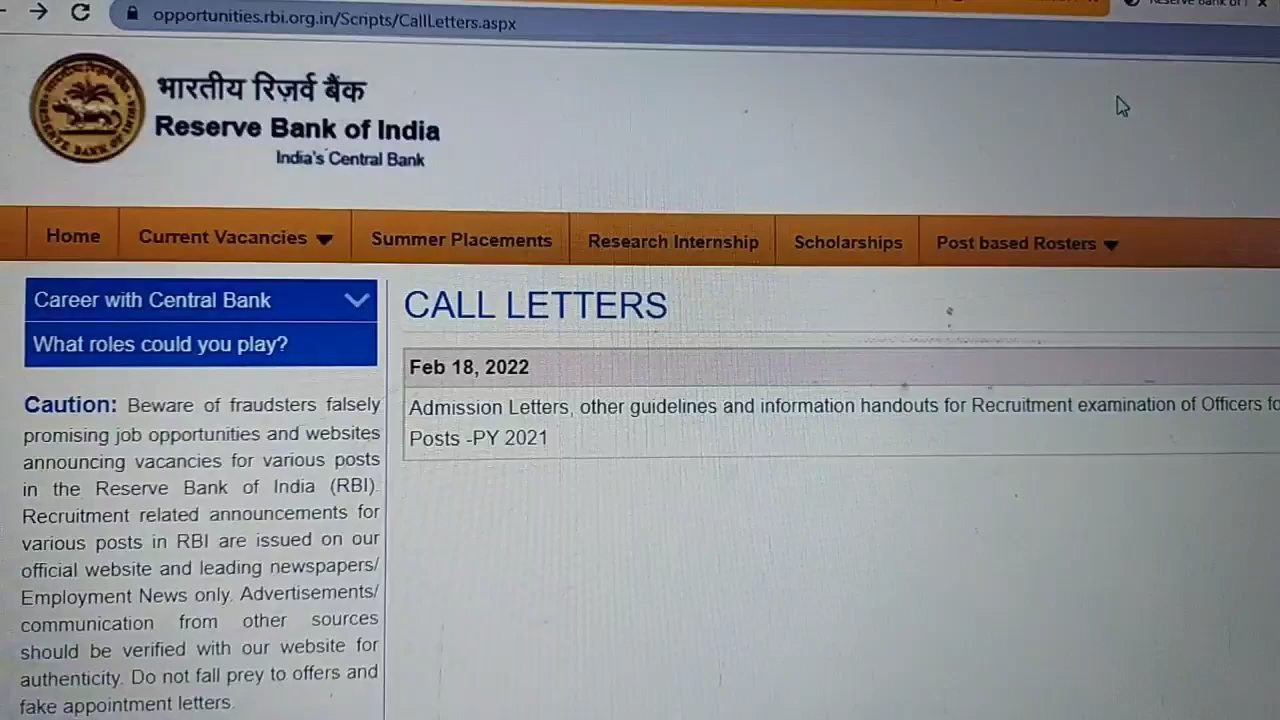 opportunities.rbi.org.in/Scripts/CallLetters.aspx
भारतीय रिज़र्व बैंक
Reserve Bank of India
India's Central Bank
Home
Current Vacancies
Summer Placements
Research Internship
Scholarships
Post based Rosters
Career with Central Bank
What roles could you play?
Caution: Beware of fraudsters falsely
promising job opportunities and websites
announcing vacancies for various posts
in the Reserve Bank of India (RBI).
Recruitment related announcements for
various posts in RBI are issued on our
official website and leading newspapers/
Employment News only. Advertisements/
communication from other sources
should be verified with our website for
authenticity. Do not fall prey to offers and
fake appointment letters.
CALL LETTERS
Feb 18, 2022
Admission Letters, other guidelines and information handouts for Recruitment examination of Officers
Posts -PY 2021